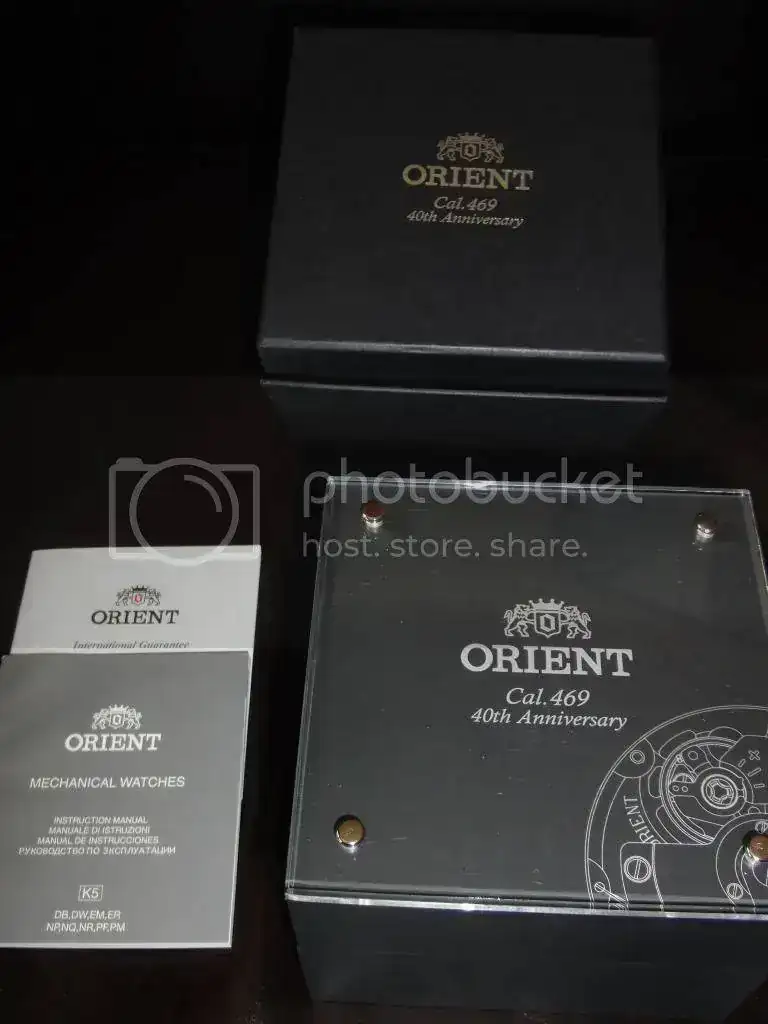 ORIENT
Cal.469
40th Anniversary
photobucket
host. store. share.
ORIENT
International Guarantee
ORIENT
Cal.469
40th Anniversary
ORIENT
ORIENT
MECHANICAL WATCHES
INSTRUCTION MANUAL
MANUALE DI ISTRUZIONI
MANUAL DE INSTRUCCIONES
РУКОВОДСТВО ПО ЭКСПЛУАТАЦИИ
K5
DB,DW,EM,ER
NP,NQ,NR,PF,PM